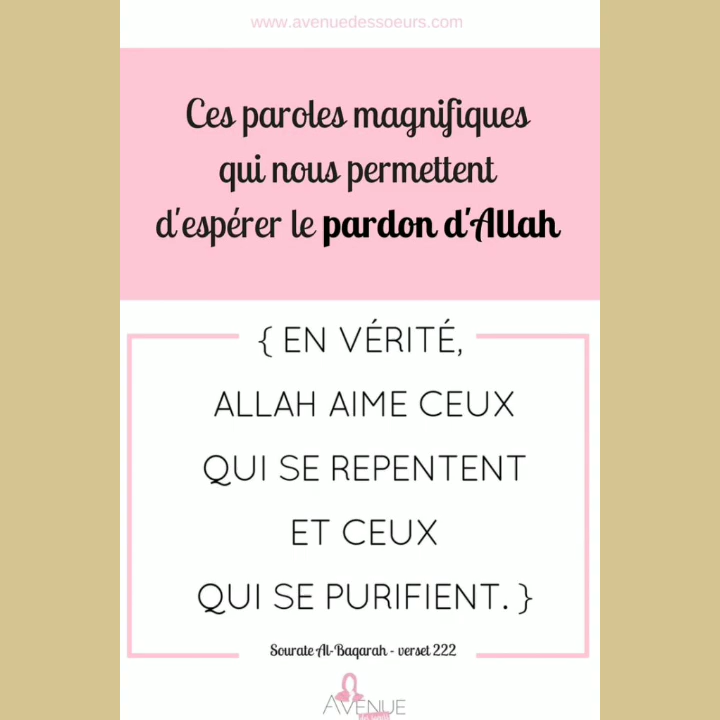 www.avenuedessoeurs.com
Ces paroles magnifiques
qui nous permettent
d'espérer le pardon d'Allah
{ EN VÉRITÉ,
ALLAH AIME CEUX
QUI SE REPENTENT
ET CEUX
QUI SE PURIFIENT. }
Sourate Al-Baqarah - verset 222
AVENUE